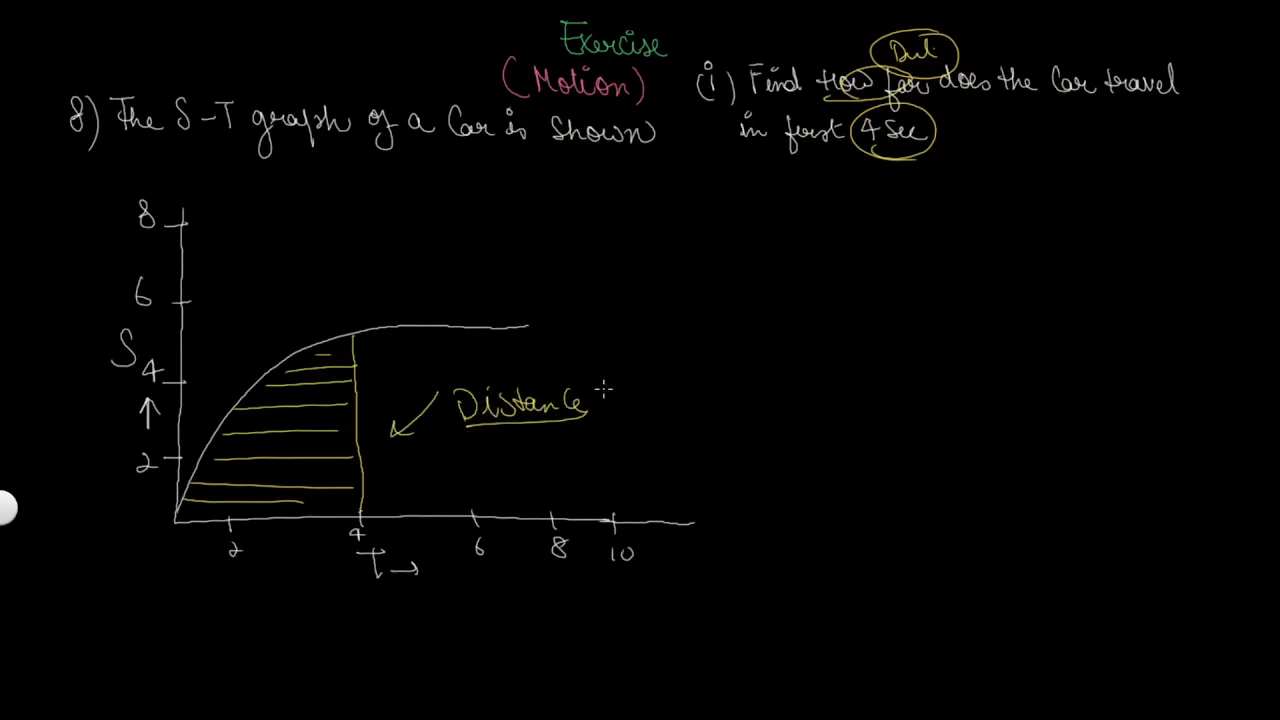 Exercise
(Motion)
8) The S-T graph of a Car is shown
Dist.
(i) Find How far does the Car travel
in first 4 Sec
8
6
S
4
2
Distance
2
4
6
8
10
T